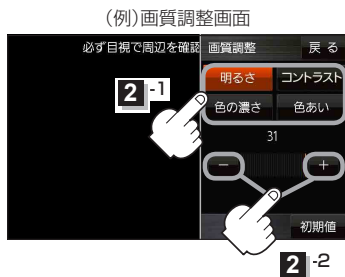 (例)画質調整画面
必ず目視で周辺を確認 画質調整 戻る
明るさ コントラスト
2 -1
色の濃さ 色あい
31
− +
初期値
2 -2